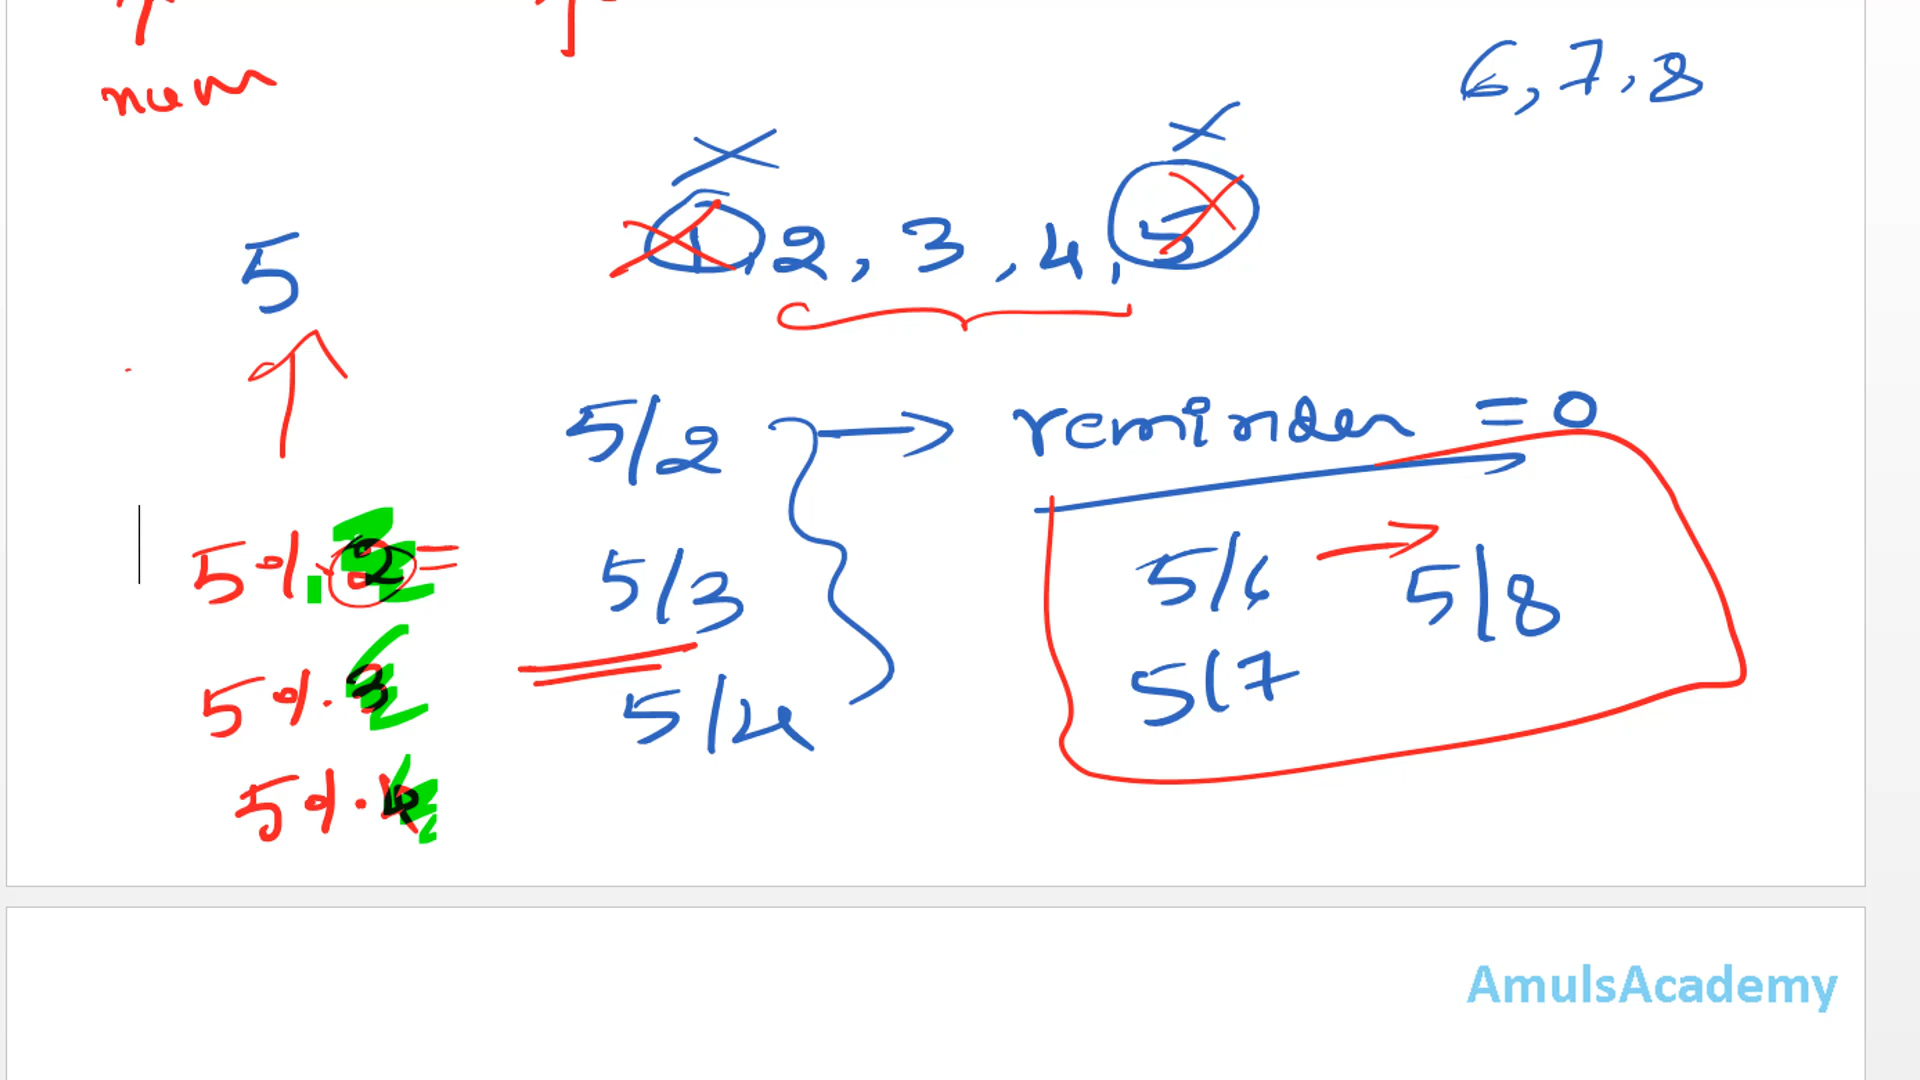 num
6, 7, 8
5
1, 2, 3, 4, 5
5/2 → reminder = 0
5%2 =
5/3
5/6 → 5/8
5%3
5/4
5/7
5%4
AmulsAcademy